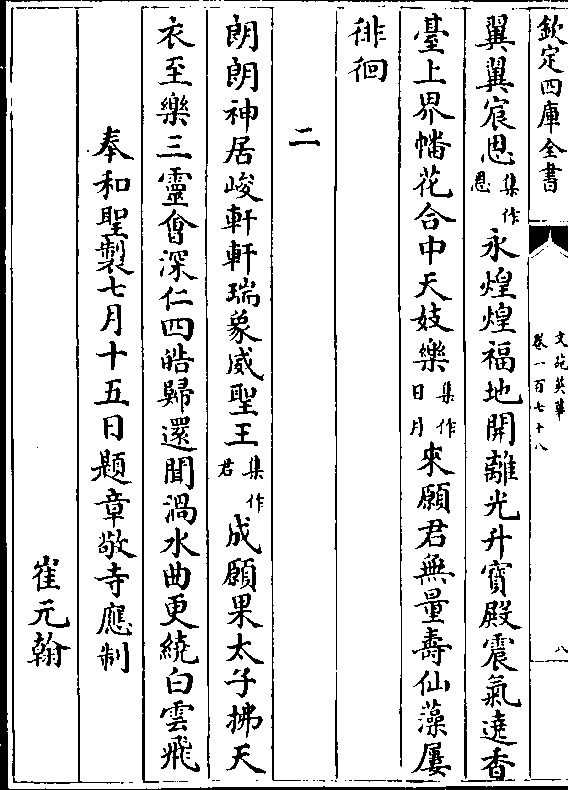 欽定四庫全書
文苑英華
卷一百七十八
八
翼翼宸恩集作恩永煌煌福地開離光升寳殿震氣遶香
臺上界幡花合中天妓樂集作日月來願君無量壽仙藻屢
徘徊
二
朗朗神居峻軒軒瑞象威聖王集作君成願果太子拂天
衣至樂三靈會深仁四皓歸還聞渦水曲更繞白雲飛
奉和聖製七月十五日題章敬寺應制
崔元翰